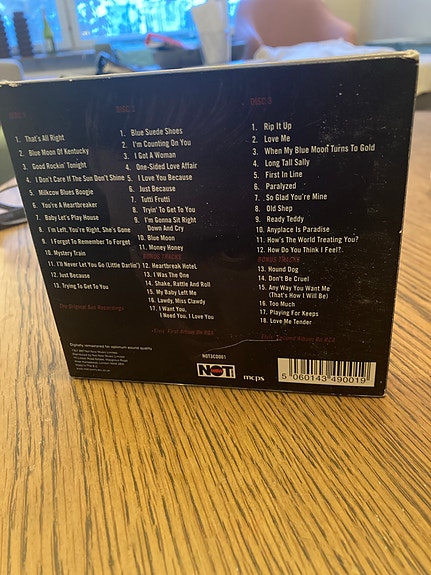 DISC 1
1. That's All Right
2. Blue Moon Of Kentucky
3. Good Rockin' Tonight
4. I Don't Care If The Sun Don't Shine
5. Milkcow Blues Boogie
6. You're A Heartbreaker
7. Baby Let's Play House
8. I'm Left, You're Right, She's Gone
9. I Forgot To Remember To Forget
10. Mystery Train
11. I'll Never Let You Go (Little Darlin')
12. Just Because
13. Trying To Get To You
The Original Sun Recordings
DISC 2
1. Blue Suede Shoes
2. I'm Counting On You
3. I Got A Woman
4. One-Sided Love Affair
5. I Love You Because
6. Just Because
7. Tutti Frutti
8. Tryin' To Get To You
9. I'm Gonna Sit Right
Down And Cry
10. Blue Moon
11. Money Honey
BONUS TRACKS
12. Heartbreak Hotel
13. I Was The One
14. Shake, Rattle And Roll
15. My Baby Left Me
16. Lawdy, Miss Clawdy
17. I Want You,
I Need You, I Love You
First Album On RCA
DISC 3
1. Rip It Up
2. Love Me
3. When My Blue Moon Turns To Gold
4. Long Tall Sally
5. First In Line
6. Paralyzed
7. So Glad You're Mine
8. Old Shep
9. Ready Teddy
10. Anyplace Is Paradise
11. How's The World Treating You?
12. How Do You Think I Feel?
BONUS TRACKS
13. Hound Dog
14. Don't Be Cruel
15. Any Way You Want Me
(That's How I Will Be)
16. Too Much
17. Playing For Keeps
18. Love Me Tender
Second Album On RCA
Digitally remastered for optimum sound quality
NOT3CD001
NOT
mcps
5 060143 490019